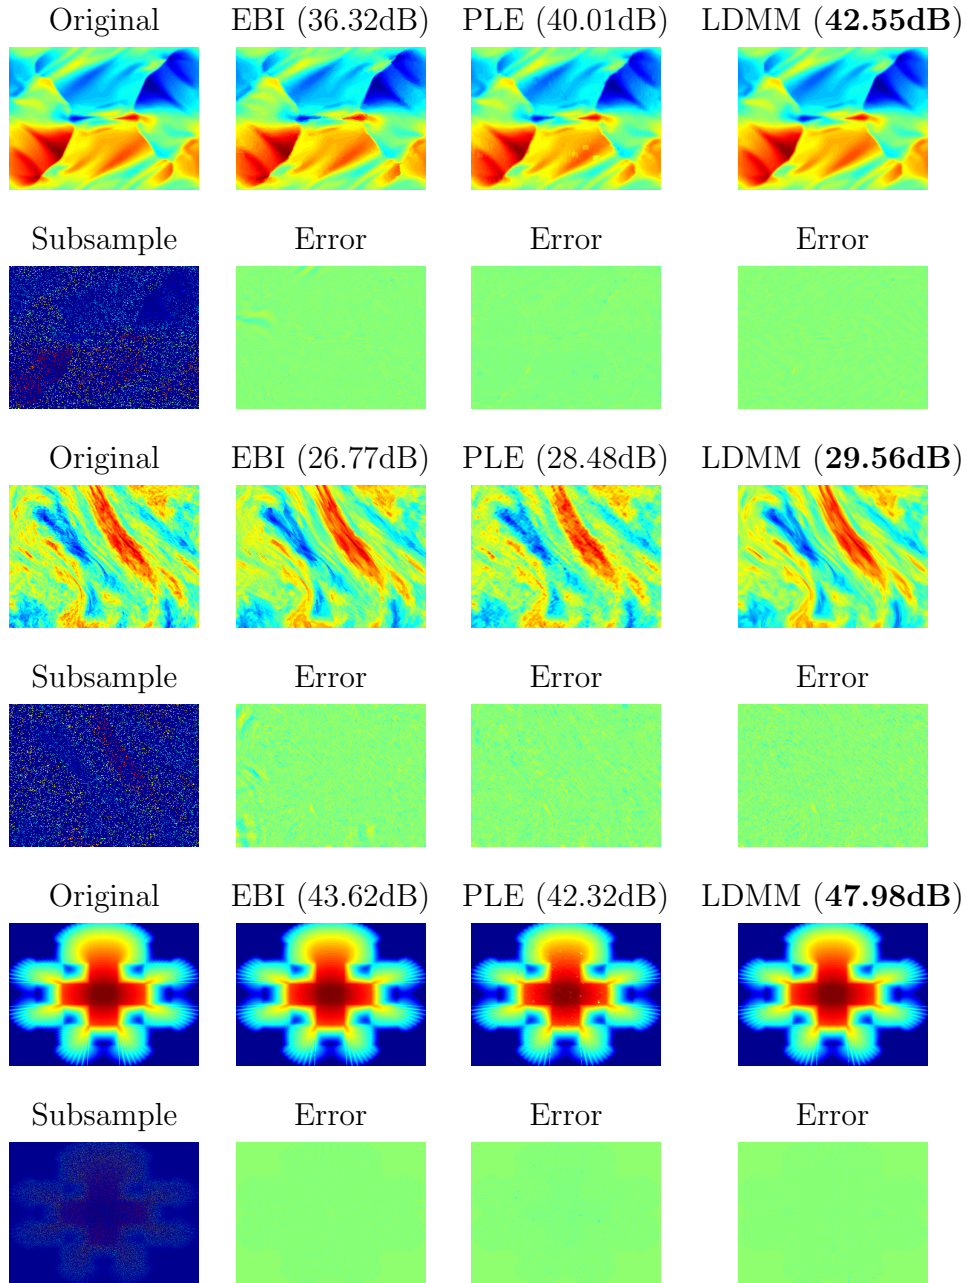 Original EBI (36.32dB) PLE (40.01dB) LDMM (42.55dB)
Subsample Error Error Error
Original EBI (26.77dB) PLE (28.48dB) LDMM (29.56dB)
Subsample Error Error Error
Original EBI (43.62dB) PLE (42.32dB) LDMM (47.98dB)
Subsample Error Error Error